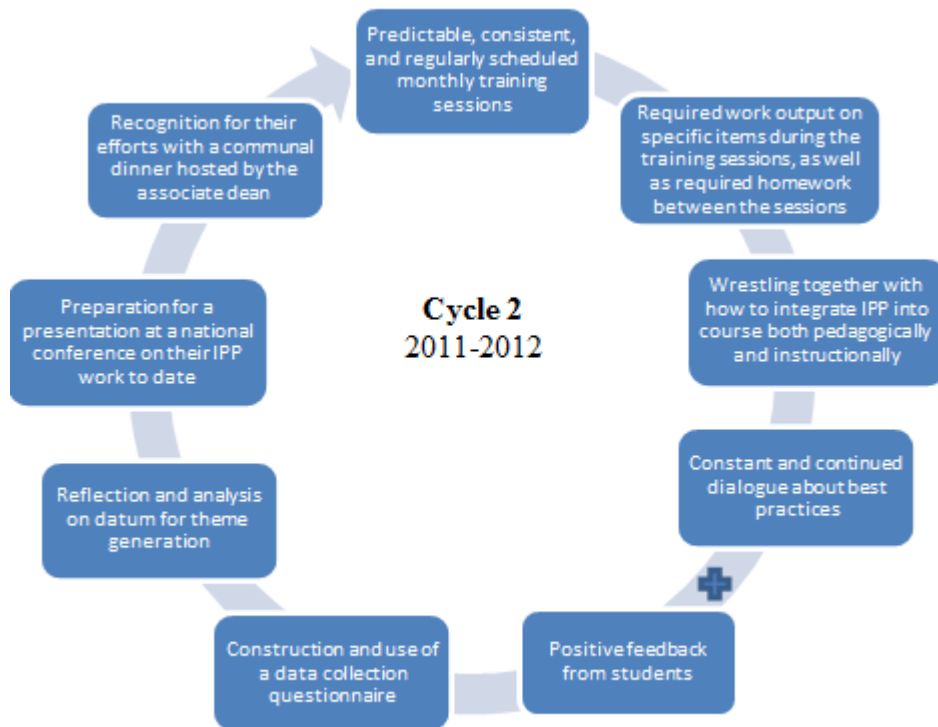 Predictable, consistent,
and regularly scheduled
monthly training
sessions
Required work output on
specific items during the
training sessions, as well
as required homework
between the sessions
Wrestling together with
how to integrate IPP into
course both pedagogically
and instructionally
Constant and continued
dialogue about best
practices
Positive feedback
from students
Construction and use of
a data collection
questionnaire
Reflection and analysis
on datum for theme
generation
Preparation for a
presentation at a national
conference on their IPP
work to date
Recognition for their
efforts with a communal
dinner hosted by the
associate dean
Cycle 2
2011-2012